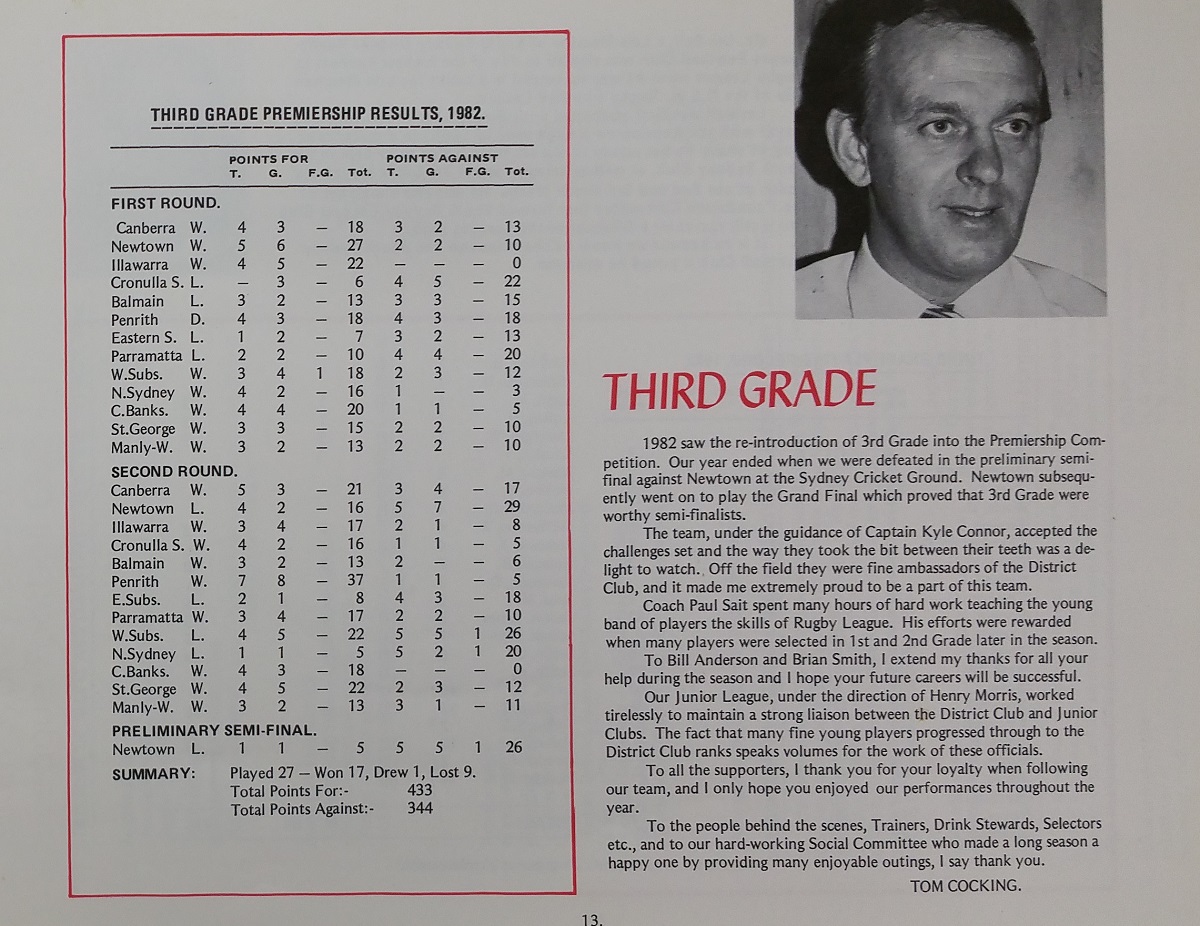 THIRD GRADE PREMIERSHIP RESULTS, 1982.
POINTS FOR POINTS AGAINST
T. G. F.G. Tot. T. G. F.G. Tot.
FIRST ROUND.
Canberra W. 4 3 — 18 3 2 — 13
Newtown W. 5 6 — 27 2 2 — 10
Illawarra W. 4 5 — 22 — — — 0
Cronulla S. L. — 3 — 6 4 5 — 22
Balmain L. 3 2 — 13 3 3 — 15
Penrith D. 4 3 — 18 4 3 — 18
Eastern S. L. 1 2 — 7 3 2 — 13
Parramatta L. 2 2 — 10 4 4 — 20
W.Subs. W. 3 4 1 18 2 3 — 12
N.Sydney W. 4 2 — 16 1 — — 3
C.Banks. W. 4 4 — 20 1 1 — 5
St.George W. 3 3 — 15 2 2 — 10
Manly-W. W. 3 2 — 13 2 2 — 10
SECOND ROUND.
Canberra W. 5 3 — 21 3 4 — 17
Newtown L. 4 2 — 16 5 7 — 29
Illawarra W. 3 4 — 17 2 1 — 8
Cronulla S. W. 4 2 — 16 1 1 — 5
Balmain W. 3 2 — 13 2 — — 6
Penrith W. 7 8 — 37 1 1 — 5
E.Subs. L. 2 1 — 8 4 3 — 18
Parramatta W. 3 4 — 17 2 2 — 10
W.Subs. L. 4 5 — 22 5 5 1 26
N.Sydney L. 1 1 — 5 5 2 1 20
C.Banks. W. 4 3 — 18 — — — 0
St.George W. 4 5 — 22 2 3 — 12
Manly-W. W. 3 2 — 13 3 1 — 11
PRELIMINARY SEMI-FINAL.
Newtown L. 1 1 — 5 5 5 1 26
SUMMARY: Played 27 — Won 17, Drew 1, Lost 9.
Total Points For:- 433
Total Points Against:- 344
THIRD GRADE
1982 saw the re-introduction of 3rd Grade into the Premiership Com-
petition. Our year ended when we were defeated in the preliminary semi-
final against Newtown at the Sydney Cricket Ground. Newtown subsequ-
ently went on to play the Grand Final which proved that 3rd Grade were
worthy semi-finalists.
The team, under the guidance of Captain Kyle Connor, accepted the
challenges set and the way they took the bit between their teeth was a de-
light to watch. Off the field they were fine ambassadors of the District
Club, and it made me extremely proud to be a part of this team.
Coach Paul Sait spent many hours of hard work teaching the young
band of players the skills of Rugby League. His efforts were rewarded
when many players were selected in 1st and 2nd Grade later in the season.
To Bill Anderson and Brian Smith, I extend my thanks for all your
help during the season and I hope your future careers will be successful.
Our Junior League, under the direction of Henry Morris, worked
tirelessly to maintain a strong liaison between the District Club and Junior
Clubs. The fact that many fine young players progressed through to the
District Club ranks speaks volumes for the work of these officials.
To all the supporters, I thank you for your loyalty when following
our team, and I only hope you enjoyed our performances throughout the
year.
To the people behind the scenes, Trainers, Drink Stewards, Selectors
etc., and to our hard-working Social Committee who made a long season a
happy one by providing many enjoyable outings, I say thank you.
TOM COCKING.
13.